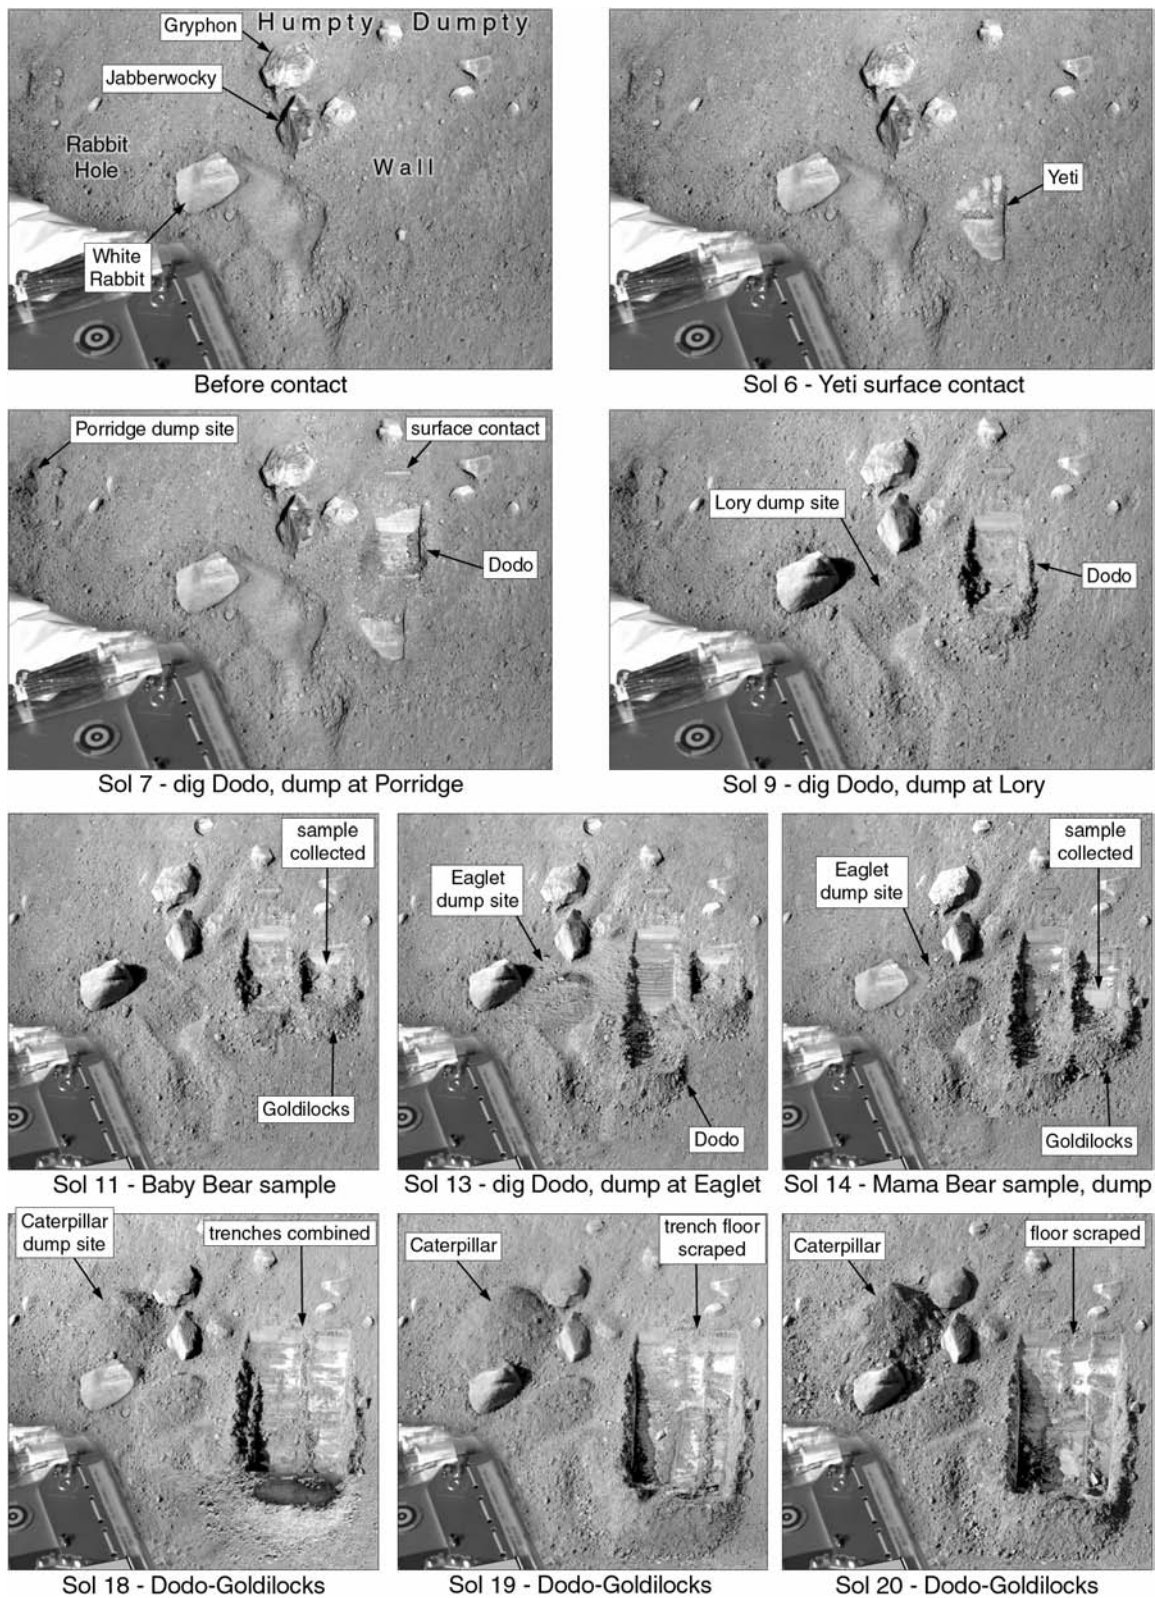 Humpty Dumpty
Gryphon
Jabberwocky
Rabbit
Hole
Wall
White
Rabbit
Before contact
Yeti
Sol 6 - Yeti surface contact
Porridge dump site
surface contact
Dodo
Sol 7 - dig Dodo, dump at Porridge
Lory dump site
Dodo
Sol 9 - dig Dodo, dump at Lory
sample
collected
Goldilocks
Sol 11 - Baby Bear sample
Eaglet
dump site
Dodo
Sol 13 - dig Dodo, dump at Eaglet
sample
collected
Eaglet
dump site
Goldilocks
Sol 14 - Mama Bear sample, dump
Caterpillar
dump site
trenches combined
Sol 18 - Dodo-Goldilocks
Caterpillar
trench floor
scraped
Sol 19 - Dodo-Goldilocks
Caterpillar
floor scraped
Sol 20 - Dodo-Goldilocks